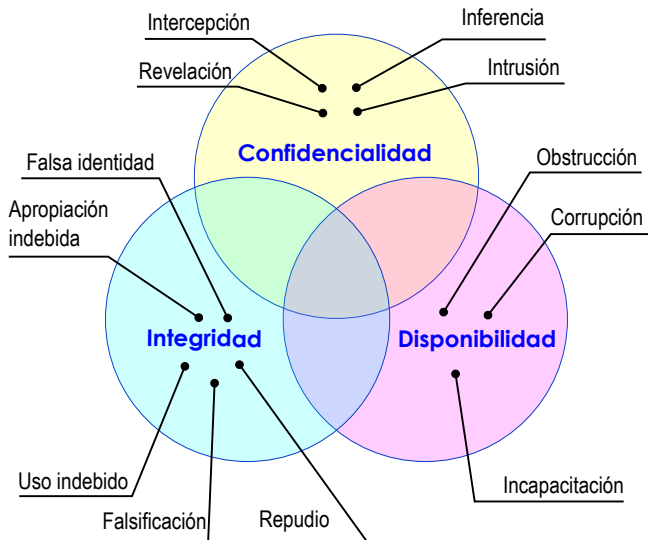 Intercepción
Inferencia
Revelación
Intrusión
Confidencialidad
Falsa identidad
Obstrucción
Apropiación
indebida
Corrupción
Integridad
Disponibilidad
Uso indebido
Incapacitación
Falsificación
Repudio